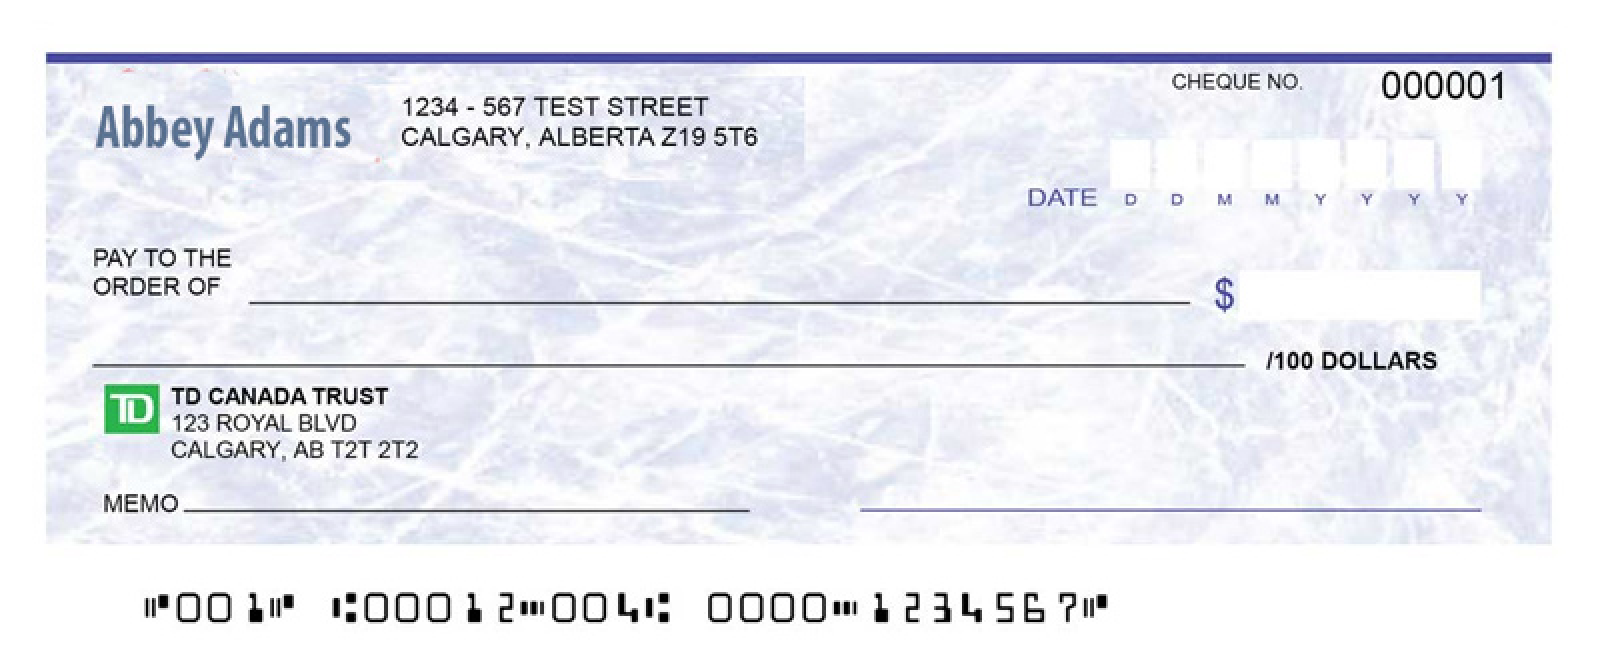 CHEQUE NO. 000001
Abbey Adams
1234 - 567 TEST STREET
CALGARY, ALBERTA Z19 5T6
DATE D D M M Y Y Y Y
PAY TO THE
ORDER OF
$
/100 DOLLARS
TD
TD CANADA TRUST
123 ROYAL BLVD
CALGARY, AB T2T 2T2
MEMO
⑈001⑈ ⑆00012⑉004⑆ 0000⑉1234567⑈